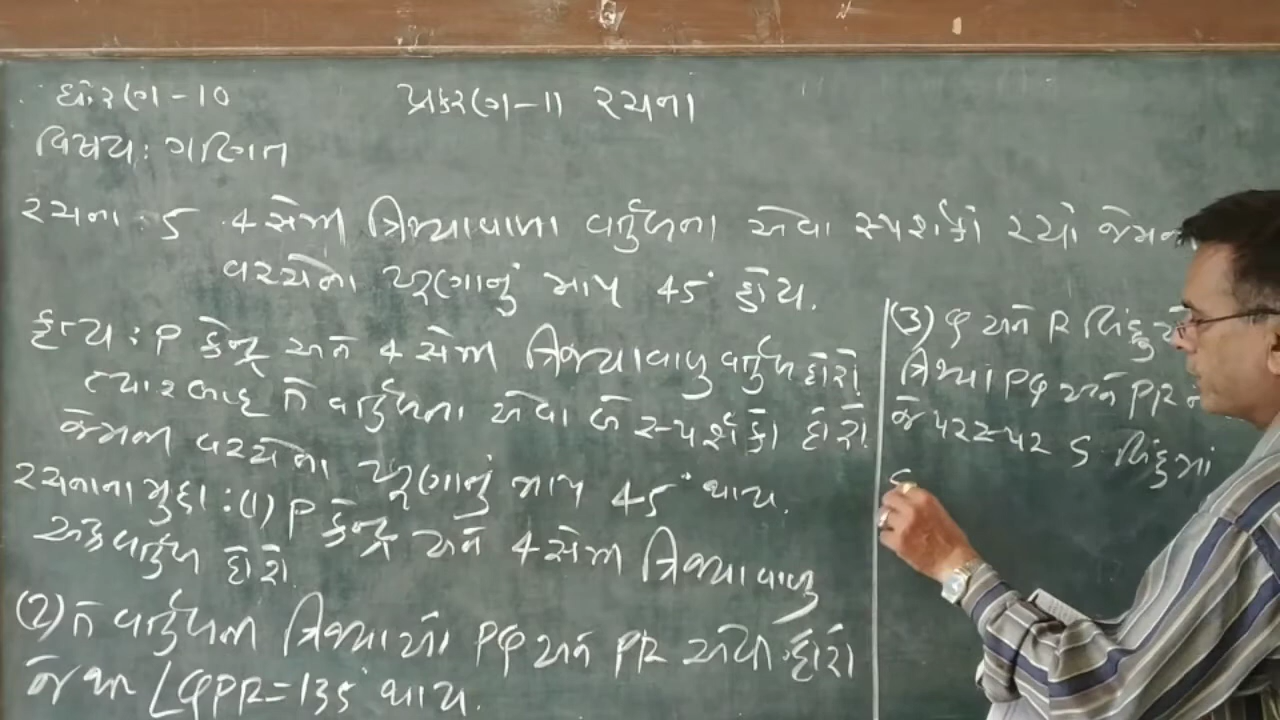 ધોરણ-10
પ્રકરણ-11 રચના
વિષય: ગણિત
રચના: 5 4 સેમી ત્રિજ્યાવાળા વર્તુળના એવા સ્પર્શકો રચો જેમન
વચ્ચેના ખૂણાનું માપ 45° હોય.
કૃત્ય: P કેન્દ્ર અને 4 સેમી ત્રિજ્યાવાળુ વર્તુળ દોરો
ત્યારબાદ તે વર્તુળના એવા બે સ્પર્શકો દોરો
જેમની વચ્ચેના ખૂણાનું માપ 45° થાય.
રચનાના મુદ્દા: (1) P કેન્દ્ર અને 4 સેમી ત્રિજ્યાવાળુ
એક વર્તુળ દોરો.
(2) તે વર્તુળની ત્રિજ્યાઓ PQ અને PR એવી દોરો
જેથી ∠QPR=135° થાય.
(3) Q અને R બિંદુએ
ત્રિજ્યા PQ અને PR ને
જે પરસ્પર S બિંદુમાં